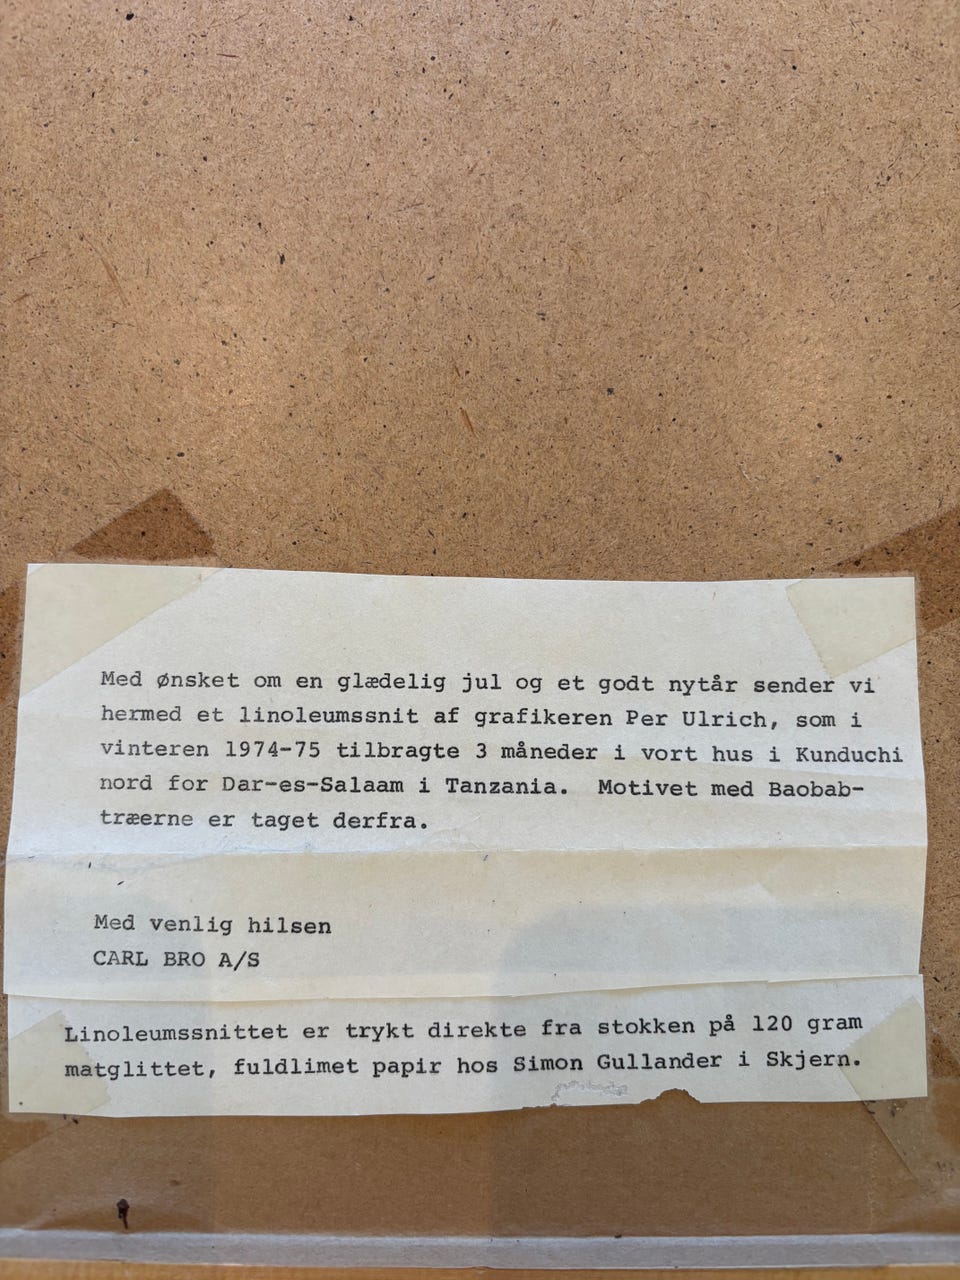 Med ønsket om en glædelig jul og et godt nytår sender vi
hermed et linoleumssnit af grafikeren Per Ulrich, som i
vinteren 1974-75 tilbragte 3 måneder i vort hus i Kunduchi
nord for Dar-es-Salaam i Tanzania. Motivet med Baobab-
træerne er taget derfra.
Med venlig hilsen
CARL BRO A/S
Linoleumssnittet er trykt direkte fra stokken på 120 gram
matglittet, fuldlimet papir hos Simon Gullander i Skjern.